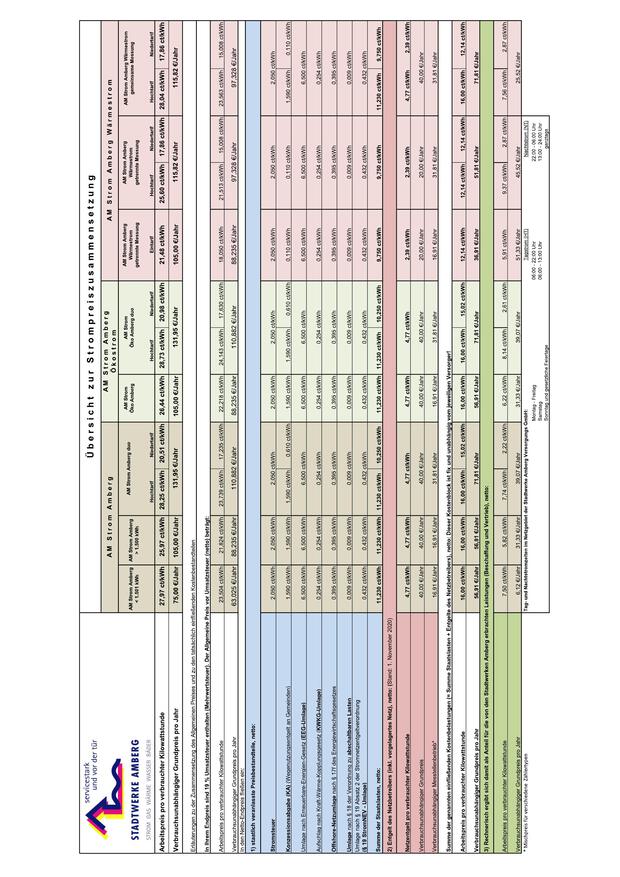 servicestark
und vor der tür
STADTWERKE AMBERG
STROM GAS WÄRME WASSER BÄDER
Übersicht zur Strompreiszusammensetzung
AM Strom Amberg AM Strom Amberg Ökostrom AM Strom Amberg Wärmestrom
AM Strom Amberg < 1.501 kWh AM Strom Amberg > 1.500 kWh AM Strom Amberg duo AM Strom Öko Amberg AM Strom Öko Amberg duo AM Strom Amberg Wärmestrom getrennte Messung AM Strom Amberg Wärmestrom getrennte Messung AM Strom Amberg Wärmestrom gemeinsame Messung
Hochtarif Niedertarif Hochtarif Niedertarif Eintarif Hochtarif Niedertarif Hochtarif Niedertarif
Arbeitspreis pro verbrauchter Kilowattstunde 27,97 ct/kWh 25,97 ct/kWh 28,25 ct/kWh 20,51 ct/kWh 26,44 ct/kWh 28,73 ct/kWh 20,98 ct/kWh 21,48 ct/kWh 25,60 ct/kWh 17,86 ct/kWh 28,04 ct/kWh 17,86 ct/kWh
Verbrauchsunabhängiger Grundpreis pro Jahr 75,00 €/Jahr 105,00 €/Jahr 131,95 €/Jahr 105,00 €/Jahr 131,95 €/Jahr 105,00 €/Jahr 115,82 €/Jahr 115,82 €/Jahr
Erläuterungen zu der Zusammensetzung des Allgemeinen Preises und zu den tatsächlich einfließenden Kostenbestandteilen
In Ihrem Endpreis sind 19 % Umsatzsteuer enthalten (Mehrwertsteuer). Der Allgemeine Preis vor Umsatzsteuer (netto) beträgt:
Arbeitspreis pro verbrauchter Kilowattstunde 23,504 ct/kWh 21,824 ct/kWh 23,739 ct/kWh 17,235 ct/kWh 22,218 ct/kWh 24,143 ct/kWh 17,630 ct/kWh 18,050 ct/kWh 21,513 ct/kWh 15,008 ct/kWh 23,563 ct/kWh 15,008 ct/kWh
Verbrauchsunabhängiger Grundpreis pro Jahr 63,025 €/Jahr 88,235 €/Jahr 110,882 €/Jahr 88,235 €/Jahr 110,882 €/Jahr 88,235 €/Jahr 97,328 €/Jahr 97,328 €/Jahr
In den Netto-Endpreis fließen ein:
1) staatlich veranlasste Preisbestandteile, netto:
Stromsteuer 2,050 ct/kWh 2,050 ct/kWh 2,050 ct/kWh 2,050 ct/kWh 2,050 ct/kWh 2,050 ct/kWh 2,050 ct/kWh 2,050 ct/kWh
Konzessionsabgabe (KA) (Wegenutzungsentgelt an Gemeinden) 1,590 ct/kWh 1,590 ct/kWh 1,590 ct/kWh 0,610 ct/kWh 1,590 ct/kWh 1,590 ct/kWh 0,610 ct/kWh 0,110 ct/kWh 0,110 ct/kWh 1,590 ct/kWh 0,110 ct/kWh
Umlage nach Erneuerbare-Energien-Gesetz (EEG-Umlage) 6,500 ct/kWh 6,500 ct/kWh 6,500 ct/kWh 6,500 ct/kWh 6,500 ct/kWh 6,500 ct/kWh 6,500 ct/kWh 6,500 ct/kWh
Aufschlag nach Kraft-Wärme-Kopplungsgesetz (KWKG-Umlage) 0,254 ct/kWh 0,254 ct/kWh 0,254 ct/kWh 0,254 ct/kWh 0,254 ct/kWh 0,254 ct/kWh 0,254 ct/kWh 0,254 ct/kWh
Offshore-Netzumlage nach § 17f des Energiewirtschaftsgesetzes 0,395 ct/kWh 0,395 ct/kWh 0,395 ct/kWh 0,395 ct/kWh 0,395 ct/kWh 0,395 ct/kWh 0,395 ct/kWh 0,395 ct/kWh
Umlage nach § 18 der Verordnung zu abschaltbaren Lasten 0,009 ct/kWh 0,009 ct/kWh 0,009 ct/kWh 0,009 ct/kWh 0,009 ct/kWh 0,009 ct/kWh 0,009 ct/kWh 0,009 ct/kWh
Umlage nach § 19 Absatz 2 der Stromnetzentgeltverordnung
(§ 19 StromNEV - Umlage) 0,432 ct/kWh 0,432 ct/kWh 0,432 ct/kWh 0,432 ct/kWh 0,432 ct/kWh 0,432 ct/kWh 0,432 ct/kWh 0,432 ct/kWh
Summe der Staatslasten, netto: 11,230 ct/kWh 11,230 ct/kWh 11,230 ct/kWh 10,250 ct/kWh 11,230 ct/kWh 11,230 ct/kWh 10,250 ct/kWh 9,750 ct/kWh 9,750 ct/kWh 11,230 ct/kWh 9,750 ct/kWh
2) Entgelt des Netzbetreibers (inkl. vorgelagertes Netz), netto: (Stand: 1. November 2020)
Netzentgelt pro verbrauchter Kilowattstunde 4,77 ct/kWh 4,77 ct/kWh 4,77 ct/kWh 4,77 ct/kWh 4,77 ct/kWh 2,39 ct/kWh 2,39 ct/kWh 4,77 ct/kWh 2,39 ct/kWh
Verbrauchsunabhängiger Grundpreis 40,00 €/Jahr 40,00 €/Jahr 40,00 €/Jahr 40,00 €/Jahr 40,00 €/Jahr 20,00 €/Jahr 20,00 €/Jahr 40,00 €/Jahr
Verbrauchsunabhängiger Messstellenbetrieb* 16,91 €/Jahr 16,91 €/Jahr 31,81 €/Jahr 16,91 €/Jahr 31,81 €/Jahr 16,91 €/Jahr 31,81 €/Jahr 31,81 €/Jahr
Summe der genannten einfließenden Kostenbelastungen (= Summe Staatslasten + Entgelte des Netzbetreibers), netto: Dieser Kostenblock ist fix und unabhängig vom jeweiligen Versorger!
Arbeitspreis pro verbrauchter Kilowattstunde 16,00 ct/kWh 16,00 ct/kWh 16,00 ct/kWh 15,02 ct/kWh 16,00 ct/kWh 16,00 ct/kWh 15,02 ct/kWh 12,14 ct/kWh 12,14 ct/kWh 12,14 ct/kWh 16,00 ct/kWh 12,14 ct/kWh
Verbrauchsunabhängiger Grundpreis pro Jahr 56,91 €/Jahr 56,91 €/Jahr 71,81 €/Jahr 56,91 €/Jahr 71,81 €/Jahr 36,91 €/Jahr 51,81 €/Jahr 71,81 €/Jahr
3) Rechnerisch ergibt sich damit als Anteil für die von den Stadtwerken Amberg erbrachten Leistungen (Beschaffung und Vertrieb), netto:
Arbeitspreis pro verbrauchter Kilowattstunde 7,50 ct/kWh 5,82 ct/kWh 7,74 ct/kWh 2,22 ct/kWh 6,22 ct/kWh 8,14 ct/kWh 2,61 ct/kWh 5,91 ct/kWh 9,37 ct/kWh 2,87 ct/kWh 7,56 ct/kWh 2,87 ct/kWh
Verbrauchsunabhängiger Grundpreis pro Jahr 6,12 €/Jahr 31,33 €/Jahr 39,07 €/Jahr 31,33 €/Jahr 39,07 €/Jahr 51,33 €/Jahr 45,52 €/Jahr 25,52 €/Jahr
* Mischpreis für verschiedene Zählertypen
Tag- und Nachtstromzeiten im Netzgebiet der Stadtwerke Amberg Versorgungs GmbH: Tagstrom (HT) Nachtstrom (NT)
Montag - Freitag 06:00 - 22:00 Uhr 22:00 - 06:00 Uhr
Samstag 06:00 - 13:00 Uhr 13:00 - 24:00 Uhr
Sonntag und gesetzliche Feiertage ganztags